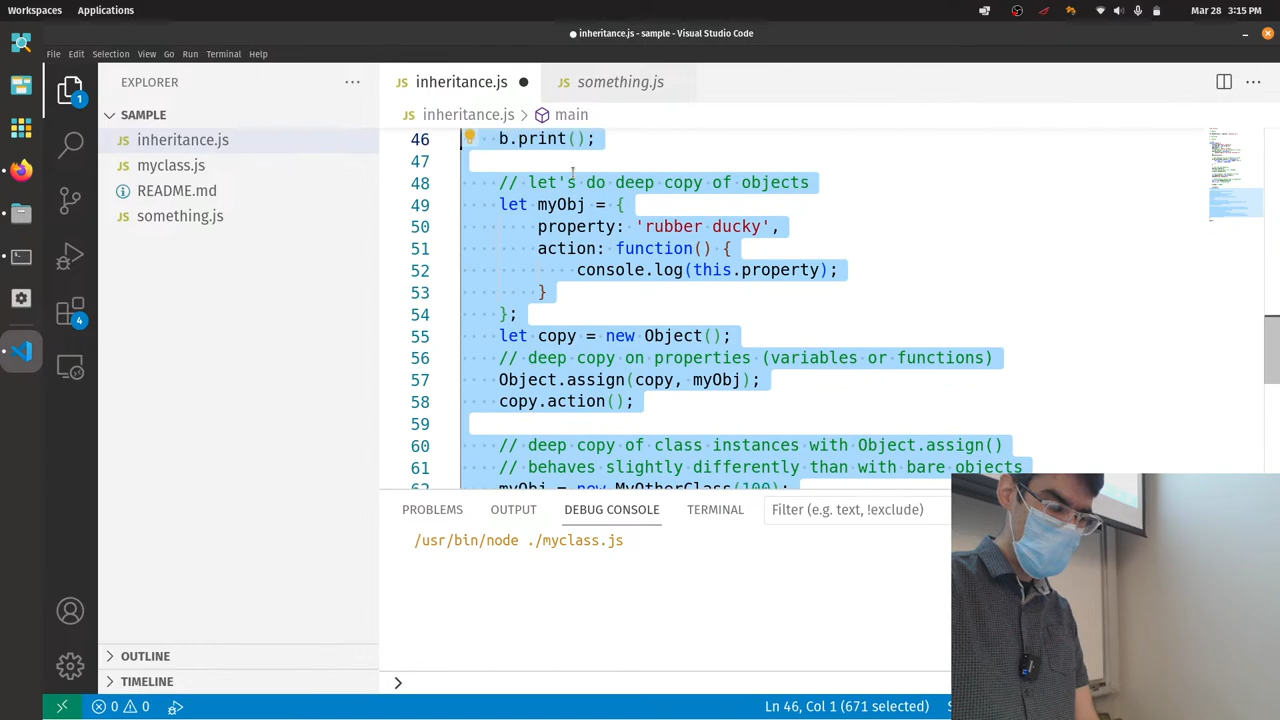 Workspaces Applications Mar 28 3:15 PM
inheritance.js - sample - Visual Studio Code
File Edit Selection View Go Run Terminal Help
EXPLORER
SAMPLE
JS inheritance.js
JS myclass.js
README.md
JS something.js
OUTLINE
TIMELINE
1
4
JS inheritance.js
JS something.js
JS inheritance.js > main
46 b.print();
47
48 // let's do deep copy of objects
49 let myObj = {
50 property: 'rubber ducky',
51 action: function() {
52 console.log(this.property);
53 }
54 };
55 let copy = new Object();
56 // deep copy on properties (variables or functions)
57 Object.assign(copy, myObj);
58 copy.action();
59
60 // deep copy of class instances with Object.assign()
61 // behaves slightly differently than with bare objects
62 myObj = new MyOtherClass(100);
PROBLEMS OUTPUT DEBUG CONSOLE TERMINAL Filter (e.g. text, !exclude)
/usr/bin/node ./myclass.js
>
0 0 Ln 46, Col 1 (671 selected)